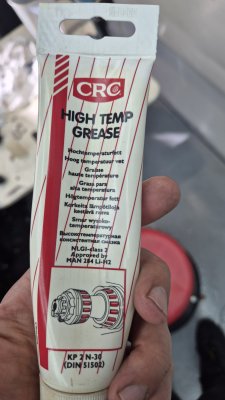 CRC
HIGH TEMP
GREASE
Hochtemperaturfett
Hoog temperatuur vet
Graisse
haute température
Grasa para
alta temperatura
Högtemperatur fett
Korkeita lämpötiloja
kestävä rasva
Smar wysoko-
temperaturowy
Высокотемпературная
консистентная смазка
NLGI-class 2
Approved by
MAN 284 Li-H2
KP 2 N-30
(DIN 51502)